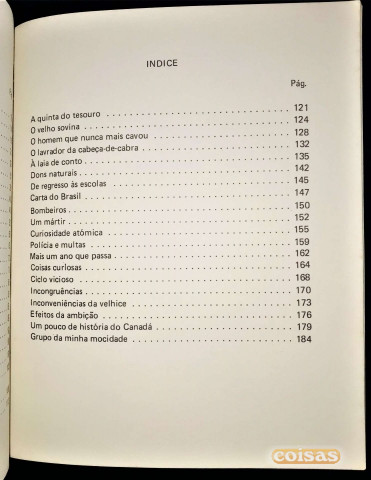 INDICE
Pág.
A quinta do tesouro . . . . . . . . . . . . . . . . . . . . . . . . . . . . 121
O velho sovina . . . . . . . . . . . . . . . . . . . . . . . . . . . . 124
O homem que nunca mais cavou . . . . . . . . . . . . . . . . . . . . 128
O lavrador da cabeça-de-cabra . . . . . . . . . . . . . . . . . . . . 132
À laia de conto . . . . . . . . . . . . . . . . . . . . . . . . . . . . 135
Dons naturais . . . . . . . . . . . . . . . . . . . . . . . . . . . . 142
De regresso às escolas . . . . . . . . . . . . . . . . . . . . . . . . 145
Carta do Brasil . . . . . . . . . . . . . . . . . . . . . . . . . . . . 147
Bombeiros . . . . . . . . . . . . . . . . . . . . . . . . . . . . 150
Um mártir . . . . . . . . . . . . . . . . . . . . . . . . . . . . 152
Curiosidade atômica . . . . . . . . . . . . . . . . . . . . . . . . 155
Polícia e multas . . . . . . . . . . . . . . . . . . . . . . . . . . 159
Mais um ano que passa . . . . . . . . . . . . . . . . . . . . . . . . 162
Coisas curiosas . . . . . . . . . . . . . . . . . . . . . . . . . . 164
Ciclo vicioso . . . . . . . . . . . . . . . . . . . . . . . . . . . . 168
Incongruências . . . . . . . . . . . . . . . . . . . . . . . . . . 170
Inconveniências da velhice . . . . . . . . . . . . . . . . . . . . 173
Efeitos da ambição . . . . . . . . . . . . . . . . . . . . . . . . 176
Um pouco de história do Canadá . . . . . . . . . . . . . . . . . . 179
Grupo da minha mocidade . . . . . . . . . . . . . . . . . . . . . . 184
coisas